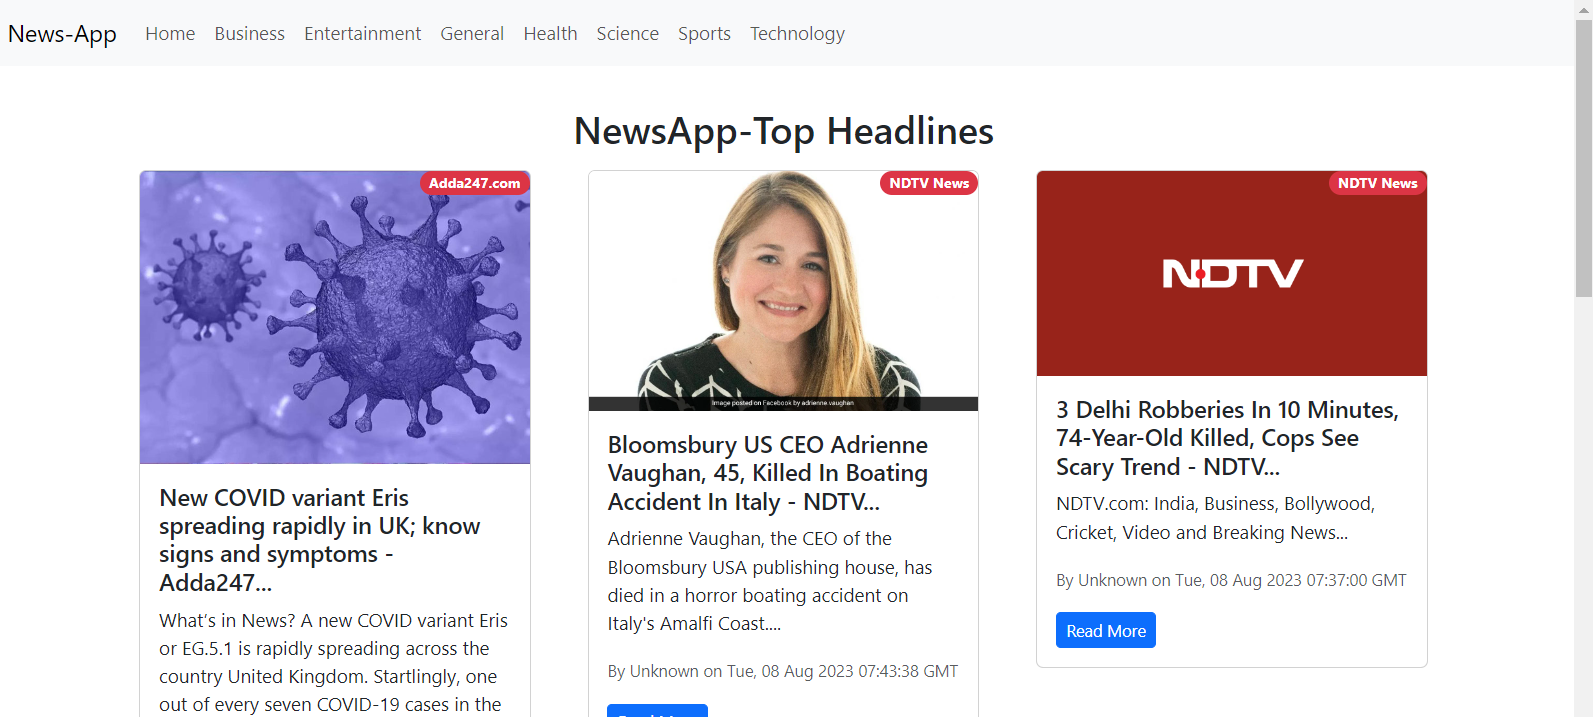 News-App Home Business Entertainment General Health Science Sports Technology
NewsApp-Top Headlines
Adda247.com
New COVID variant Eris
spreading rapidly in UK; know
signs and symptoms -
Adda247...
What's in News? A new COVID variant Eris
or EG.5.1 is rapidly spreading across the
country United Kingdom. Startlingly, one
out of every seven COVID-19 cases in the
NDTV News
Image posted on Facebook by adrienne.vaughan
Bloomsbury US CEO Adrienne
Vaughan, 45, Killed In Boating
Accident In Italy - NDTV...
Adrienne Vaughan, the CEO of the
Bloomsbury USA publishing house, has
died in a horror boating accident on
Italy's Amalfi Coast....
By Unknown on Tue, 08 Aug 2023 07:43:38 GMT
Read More
NDTV News
NDTV
3 Delhi Robberies In 10 Minutes,
74-Year-Old Killed, Cops See
Scary Trend - NDTV...
NDTV.com: India, Business, Bollywood,
Cricket, Video and Breaking News...
By Unknown on Tue, 08 Aug 2023 07:37:00 GMT
Read More